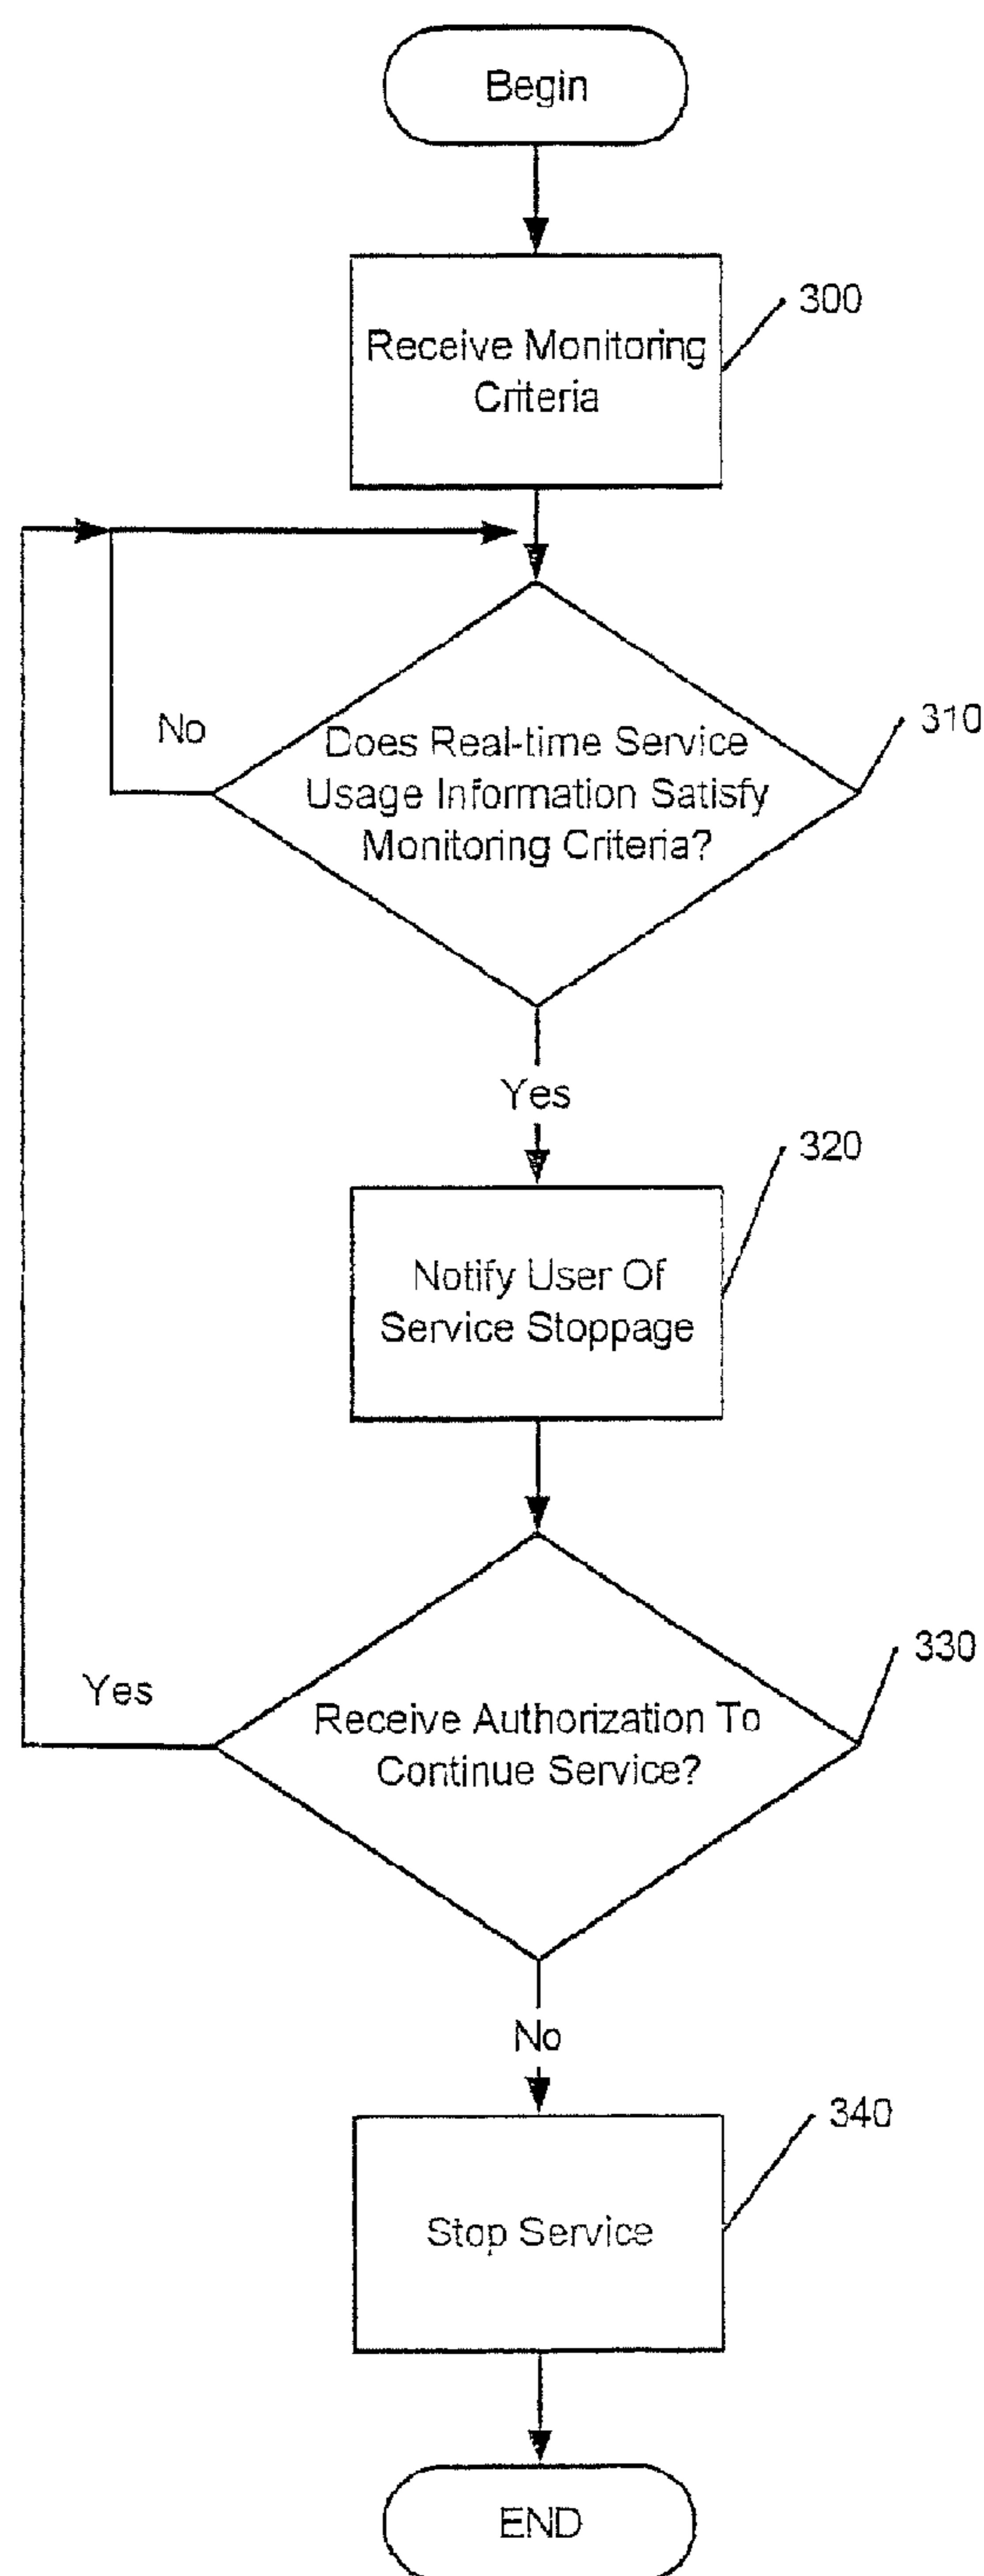 Begin
300
Receive Monitoring
Criteria
310
No
Does Real-time Service
Usage Information Satisfy
Monitoring Criteria?
Yes
320
Notify User Of
Service Stoppage
330
Yes
Receive Authorization To
Continue Service?
No
340
Stop Service
END